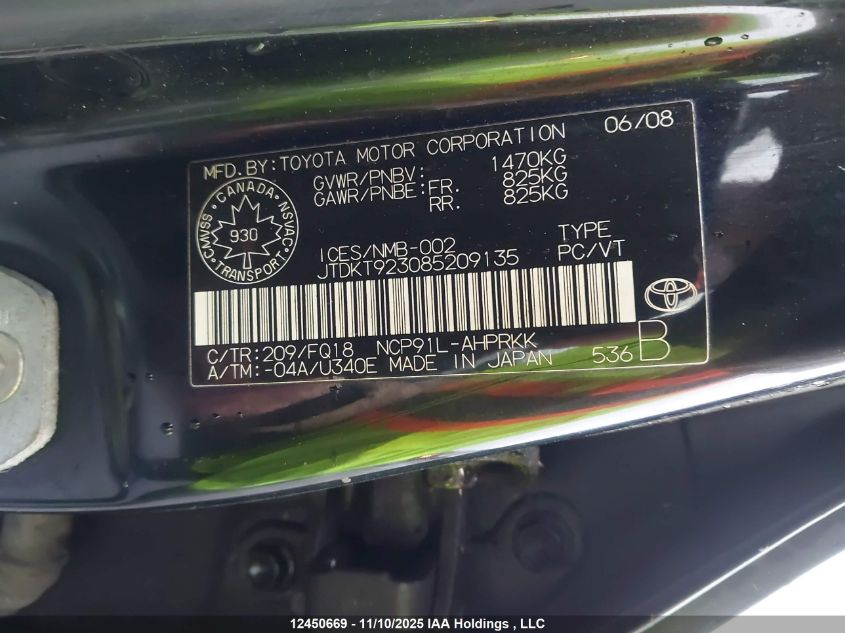 MFD.BY:TOYOTA MOTOR CORPORATION 06/08
GVWR/PNBV: 1470KG
GAWR/PNBE:FR. 825KG
RR. 825KG
CANADA
CMVSS NSVAC
930
TRANSPORT
ICES/NMB-002 TYPE
JTDKT923085209135 PC/VT
C/TR:209/FQ18 NCP91L-AHPRKK
A/TM:-04A/U340E MADE IN JAPAN 536 B
12450669 - 11/10/2025 IAA Holdings , LLC